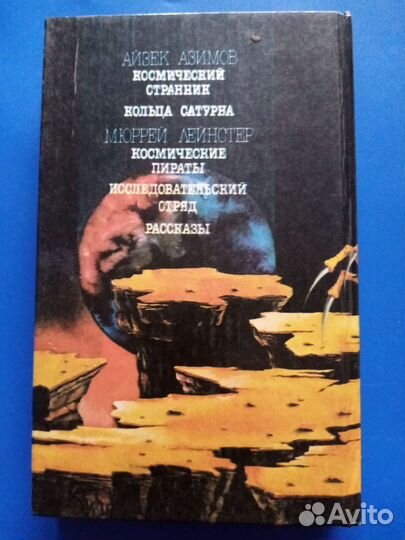 АЙЗЕК АЗИМОВ
КОСМИЧЕСКИЙ
СТРАННИК
КОЛЬЦА САТУРНА
МЮРРЕЙ ЛЕЙНСТЕР
КОСМИЧЕСКИЕ
ПИРАТЫ
ИССЛЕДОВАТЕЛЬСКИЙ
ОТРЯД
РАССКАЗЫ
Avito